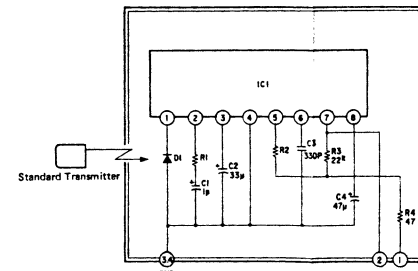 IC1
1 2 3 4 5 6 7 8
D1
R1
C1
1μ
C2
33μ
R2
C3
330P
R3
22k
C4
47μ
R4
47
Standard Transmitter
3.4
2
1